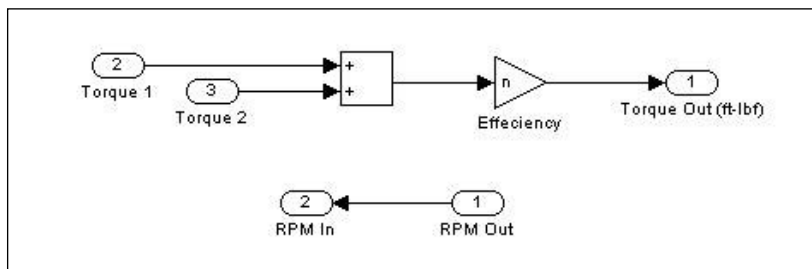 2
+
Torque 1
3
+
Torque 2
n
Effeciency
1
Torque Out (ft-lbf)
2
RPM In
1
RPM Out